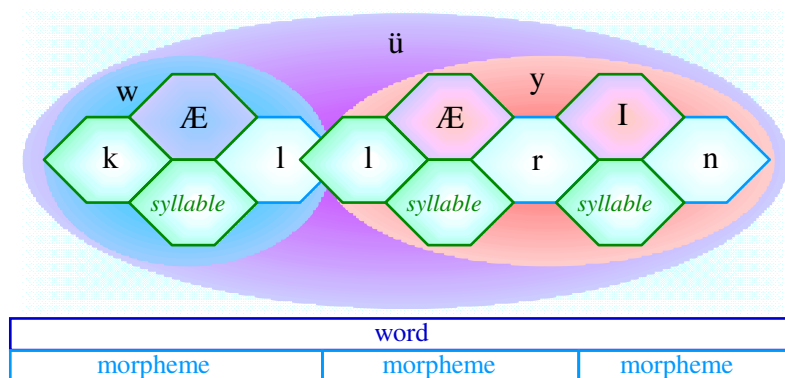 ü
w y
Æ Æ I
k l l r n
syllable syllable syllable
word
morpheme morpheme morpheme